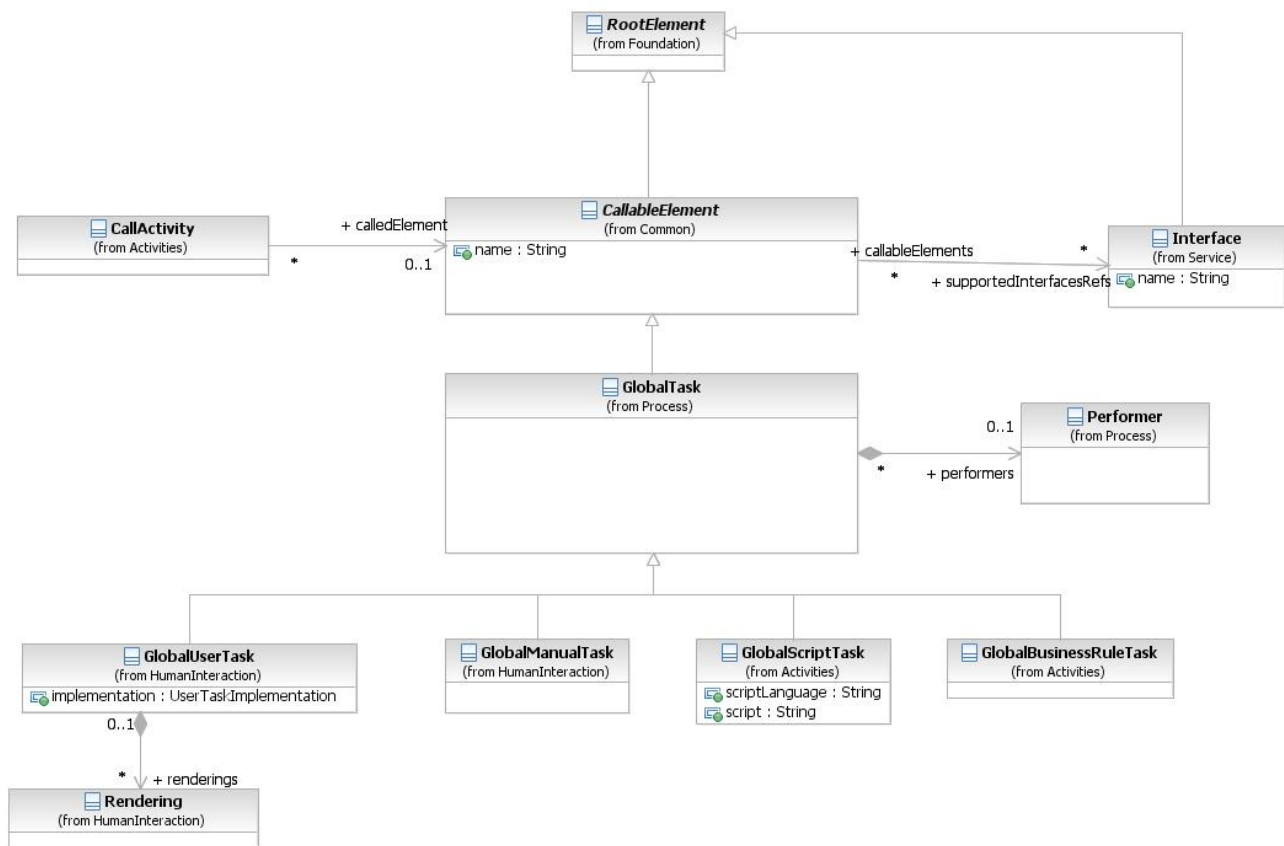 RootElement
(from Foundation)
CallActivity
(from Activities)
*
+ calledElement
0..1
CallableElement
(from Common)
name : String
+ callableElements
*
*
+ supportedInterfacesRefs
Interface
(from Service)
name : String
GlobalTask
(from Process)
*
0..1
+ performers
Performer
(from Process)
GlobalUserTask
(from HumanInteraction)
implementation : UserTaskImplementation
GlobalManualTask
(from HumanInteraction)
GlobalScriptTask
(from Activities)
scriptLanguage : String
script : String
GlobalBusinessRuleTask
(from Activities)
0..1
*
+ renderings
Rendering
(from HumanInteraction)